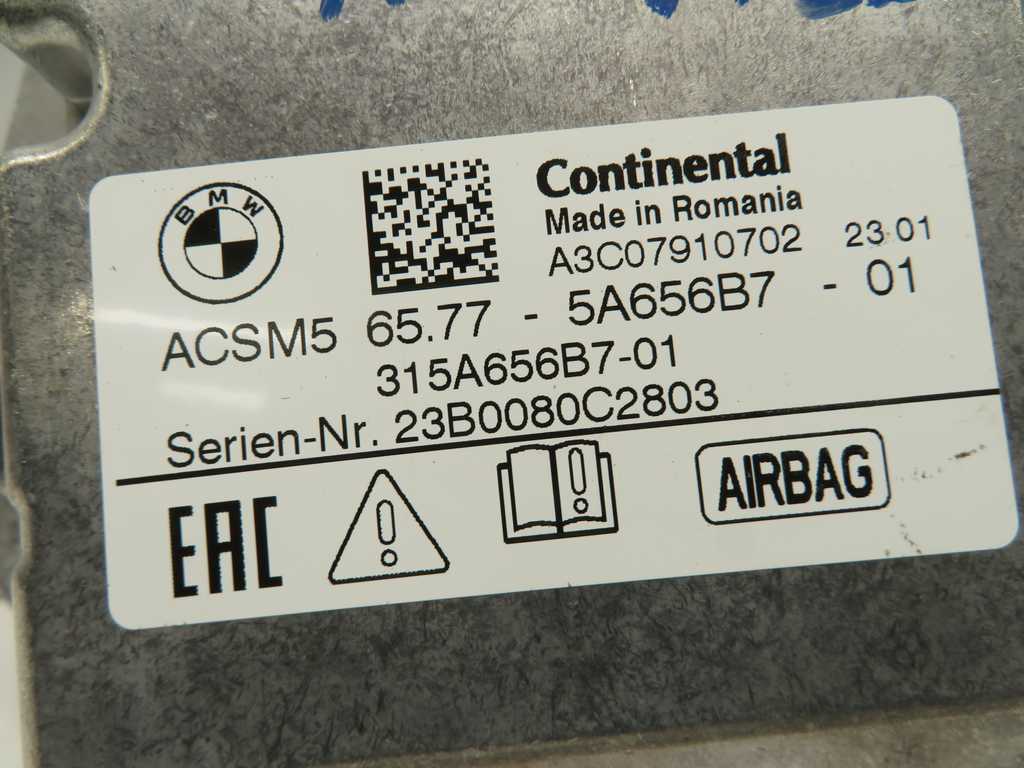 BMW
Continental
Made in Romania
A3C07910702 23 01
ACSM5 65.77 - 5A656B7 - 01
315A656B7-01
Serien-Nr. 23B0080C2803
EAC
AIRBAG